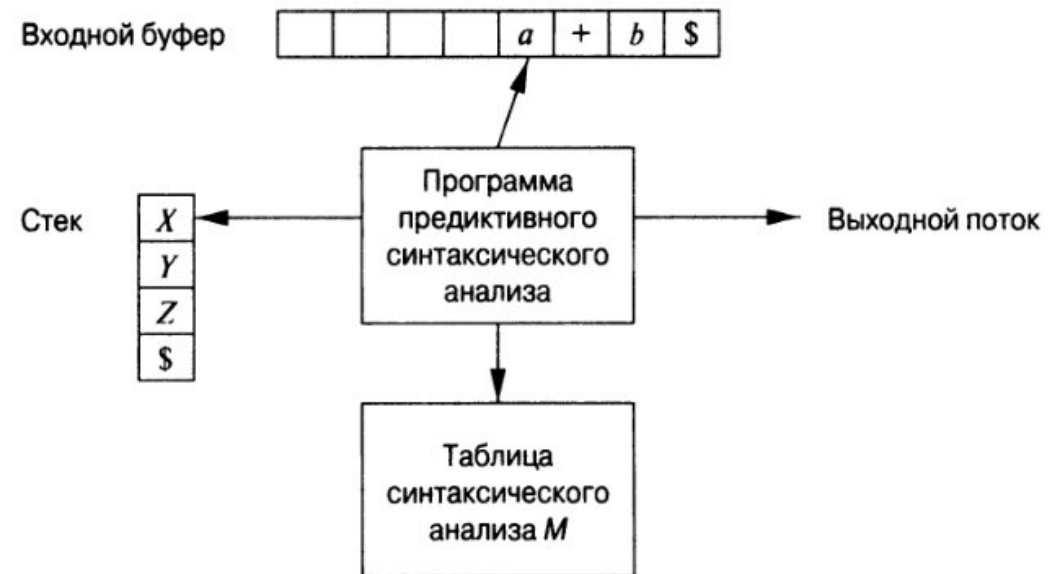 Входной буфер
a + b $
Программа
предиктивного
синтаксического
анализа
Стек
X
Y
Z
$
Выходной поток
Таблица
синтаксического
анализа M